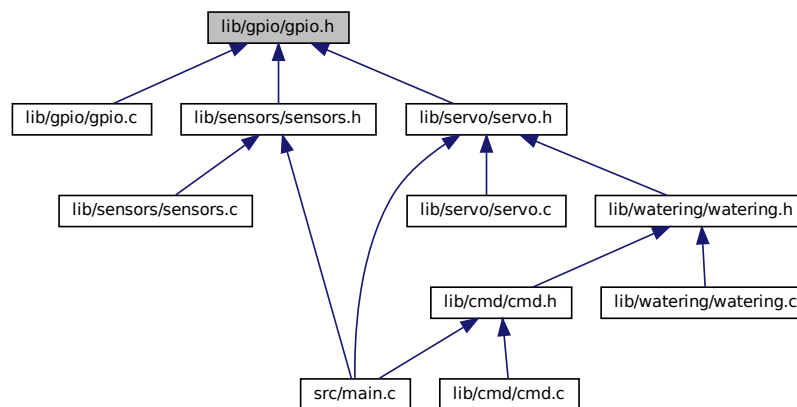 lib/gpio/gpio.h
lib/gpio/gpio.c
lib/sensors/sensors.h
lib/servo/servo.h
lib/sensors/sensors.c
lib/servo/servo.c
lib/watering/watering.h
lib/cmd/cmd.h
lib/watering/watering.c
src/main.c
lib/cmd/cmd.c